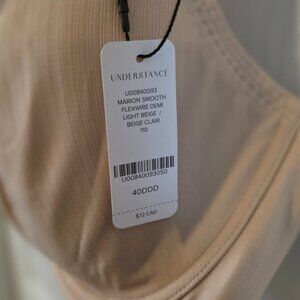 UNDERSTANCE
U00840093
MARION SMOOTH
FLEXWIRE DEMI
LIGHT BEIGE /
BEIGE CLAIR
110
U00840093050
40DDD
$72 CAD